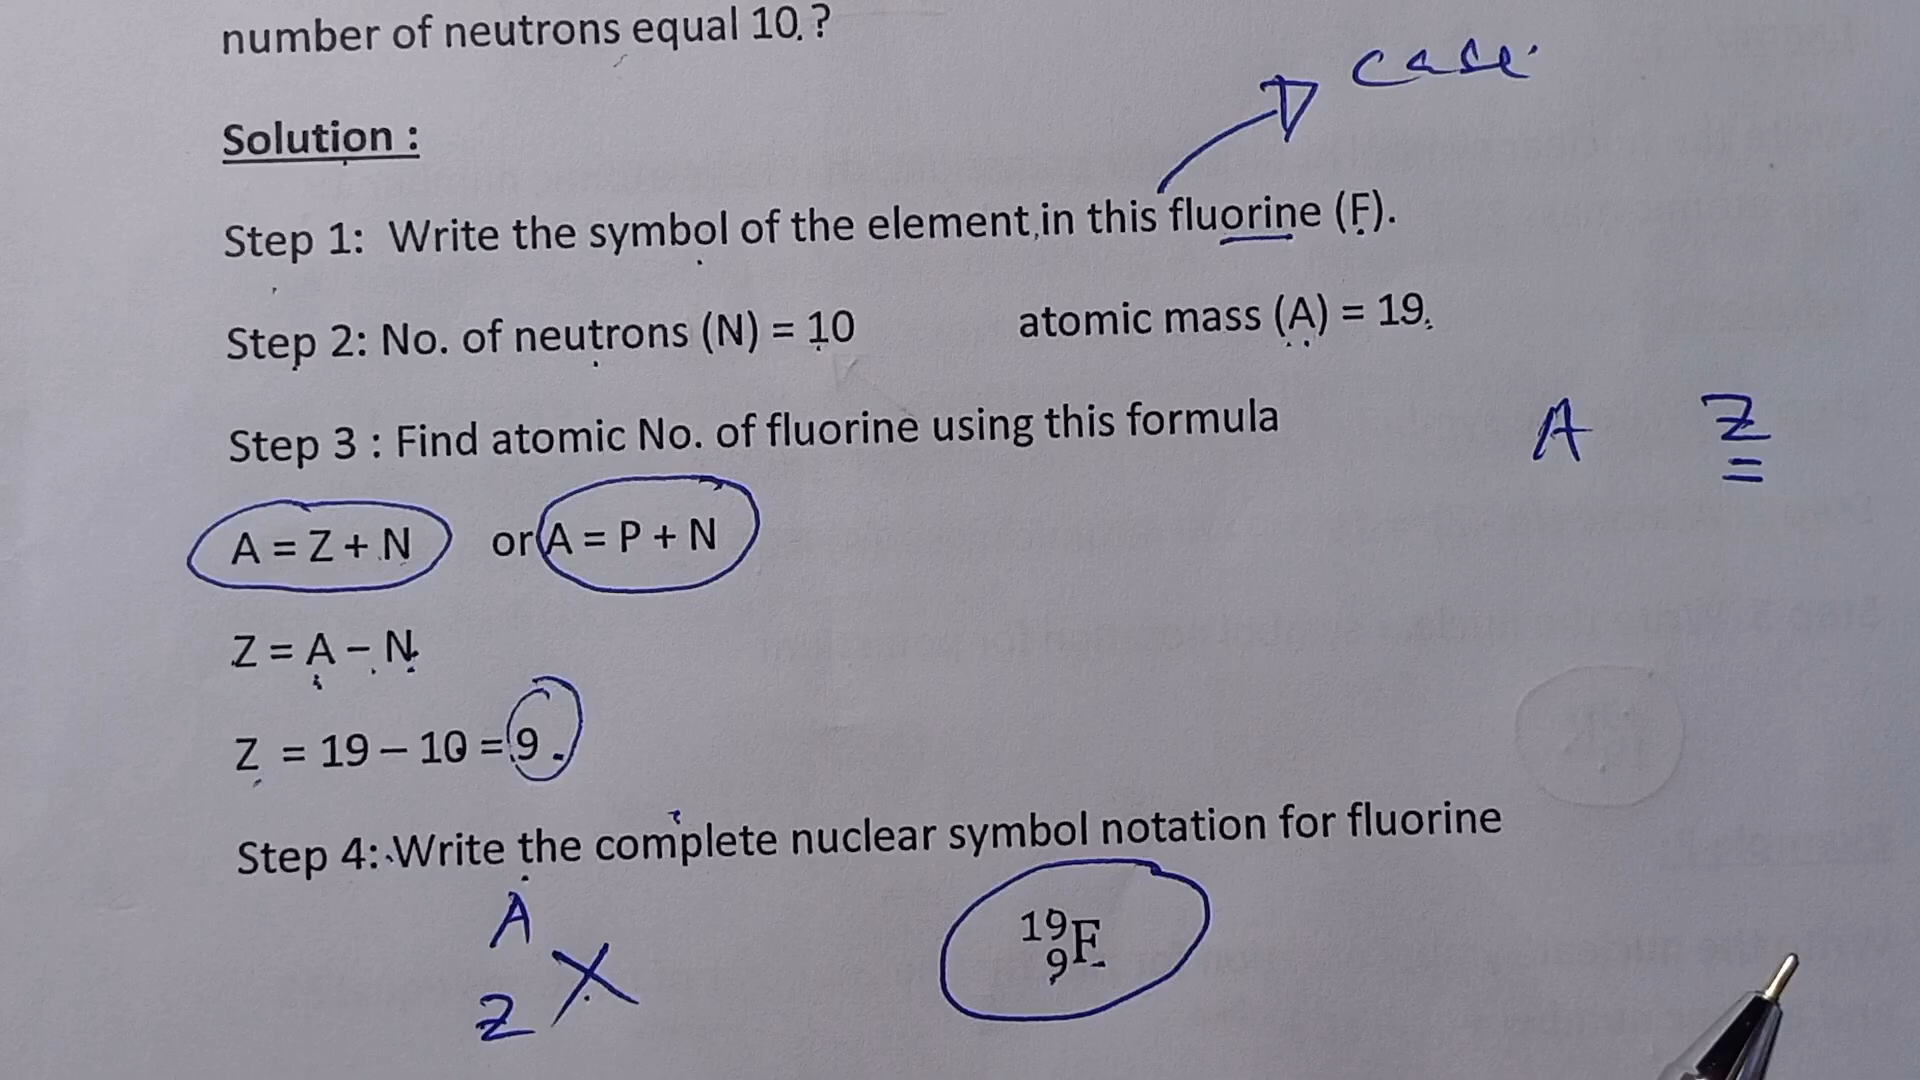 number of neutrons equal 10.?
case.
Solution :
Step 1: Write the symbol of the element,in this fluorine (F).
Step 2: No. of neutrons (N) = 10 atomic mass (A) = 19.
Step 3 : Find atomic No. of fluorine using this formula
A Z
A = Z + N or A = P + N
Z = A – N
Z = 19 – 10 = 9.
Step 4: Write the complete nuclear symbol notation for fluorine
A
Z X
19
9 F